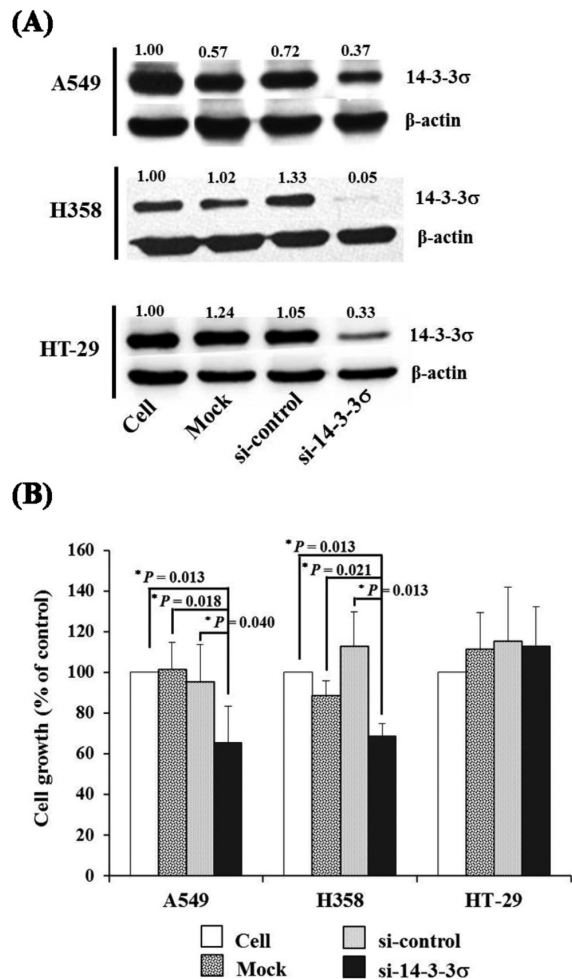 (A)
1.00 0.57 0.72 0.37
A549 14-3-3σ
β-actin
1.00 1.02 1.33 0.05
H358 14-3-3σ
β-actin
1.00 1.24 1.05 0.33
HT-29 14-3-3σ
β-actin
Cell Mock si-control si-14-3-3σ
(B)
Cell growth (% of control)
160
140
120
100
80
60
40
20
0
*P = 0.013
*P = 0.018
*P = 0.040
*P = 0.013
*P = 0.021
*P = 0.013
A549 H358 HT-29
Cell si-control
Mock si-14-3-3σ